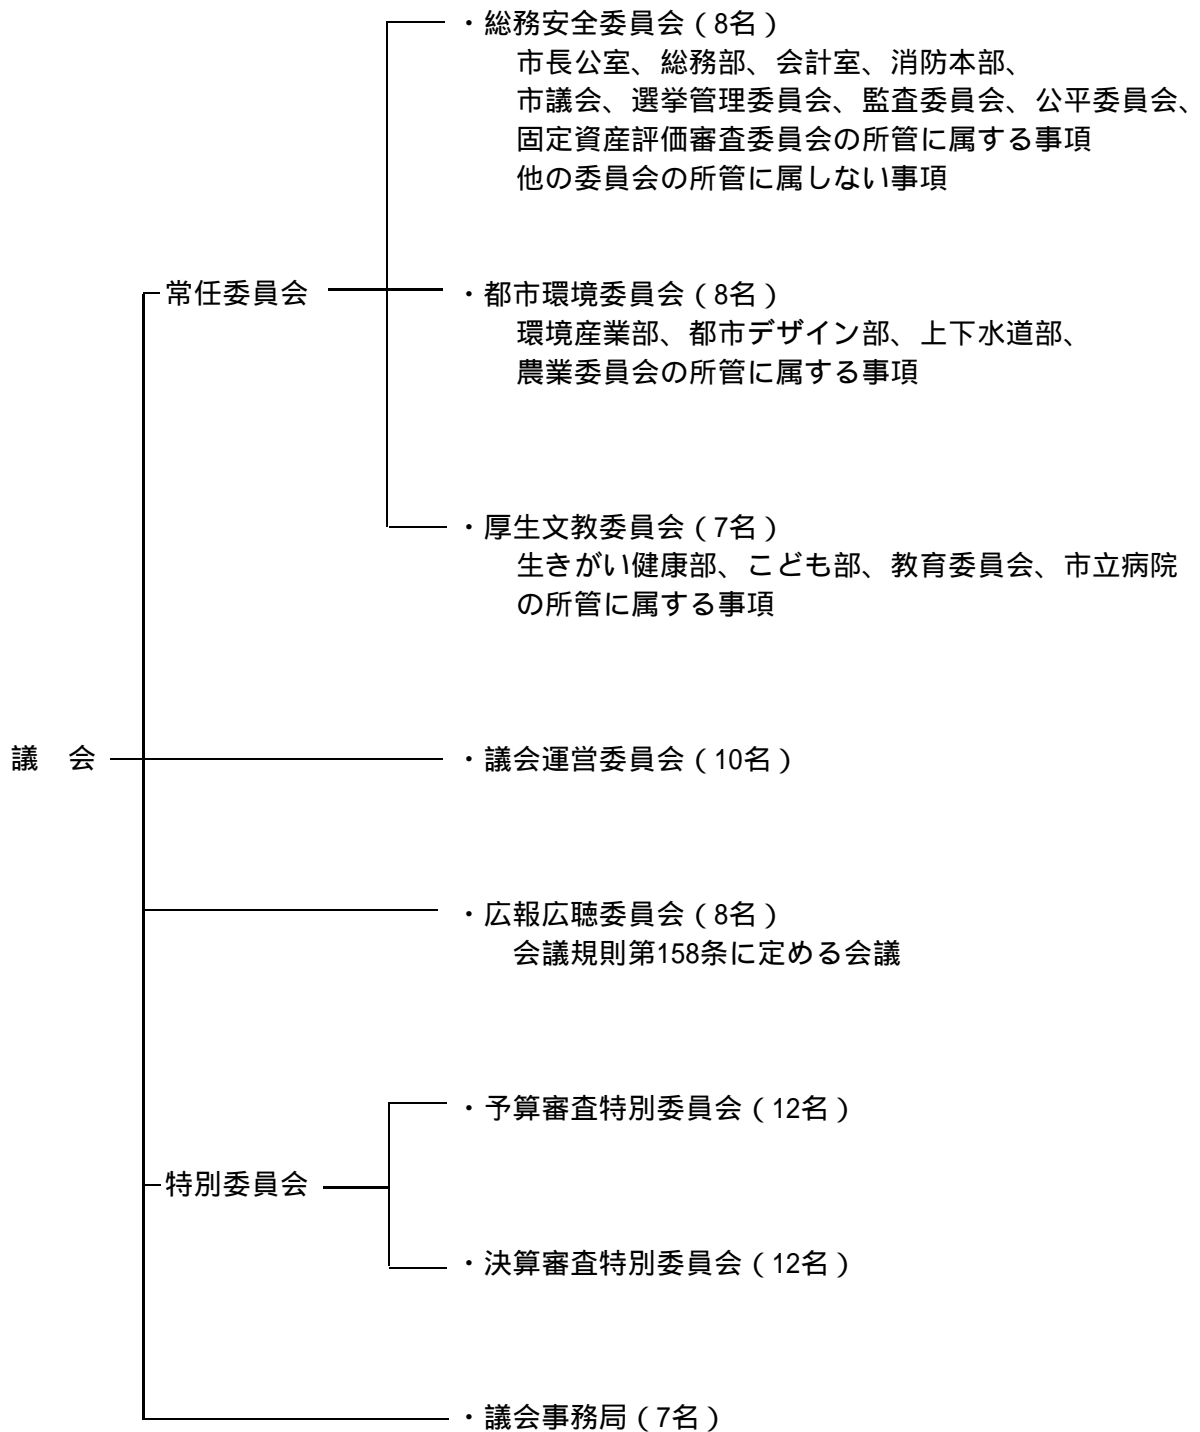 ・総務安全委員会(8名)
市長公室、総務部、会計室、消防本部、
市議会、選挙管理委員会、監査委員会、公平委員会、
固定資産評価審査委員会の所管に属する事項
他の委員会の所管に属しない事項
常任委員会
・都市環境委員会(8名)
環境産業部、都市デザイン部、上下水道部、
農業委員会の所管に属する事項
・厚生文教委員会(7名)
生きがい健康部、こども部、教育委員会、市立病院
の所管に属する事項
議 会
・議会運営委員会(10名)
・広報広聴委員会(8名)
会議規則第158条に定める会議
・予算審査特別委員会(12名)
特別委員会
・決算審査特別委員会(12名)
・議会事務局(7名)